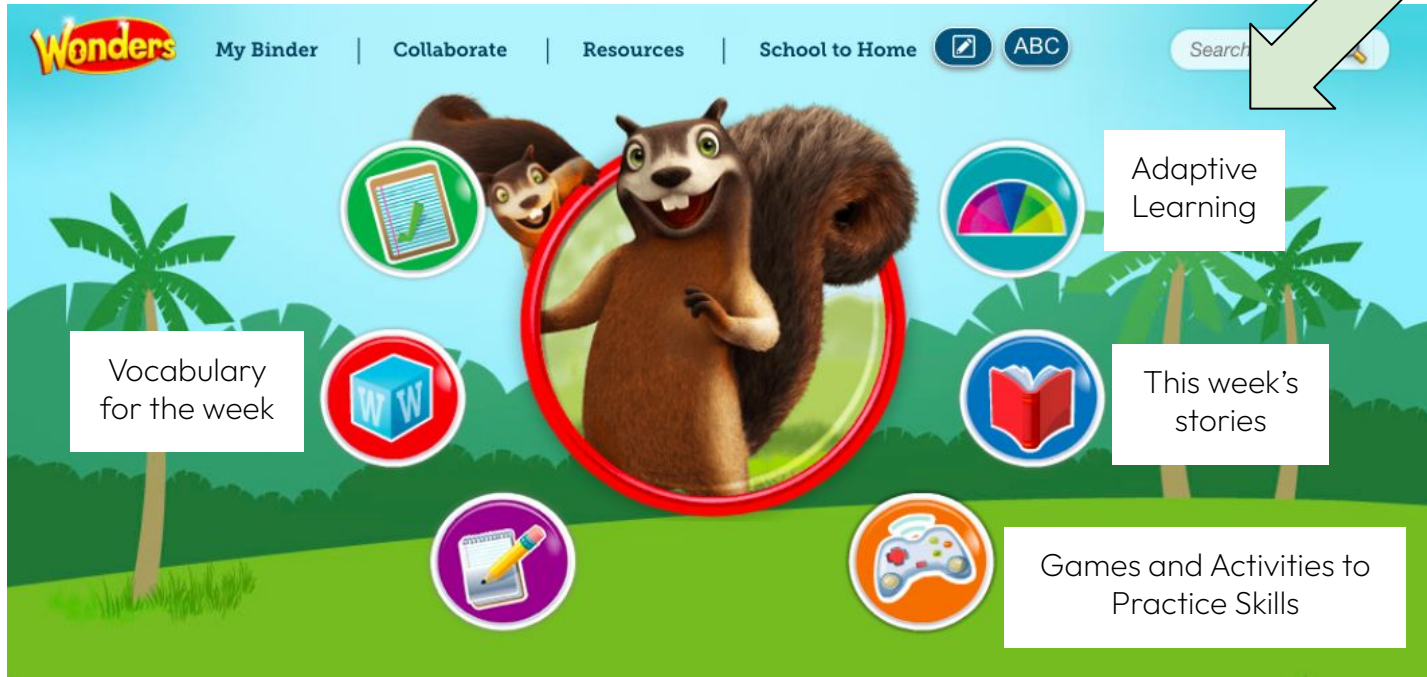 Wonders
My Binder | Collaborate | Resources | School to Home ABC
Search
Adaptive
Learning
Vocabulary
for the week
W W
This week's
stories
Games and Activities to
Practice Skills